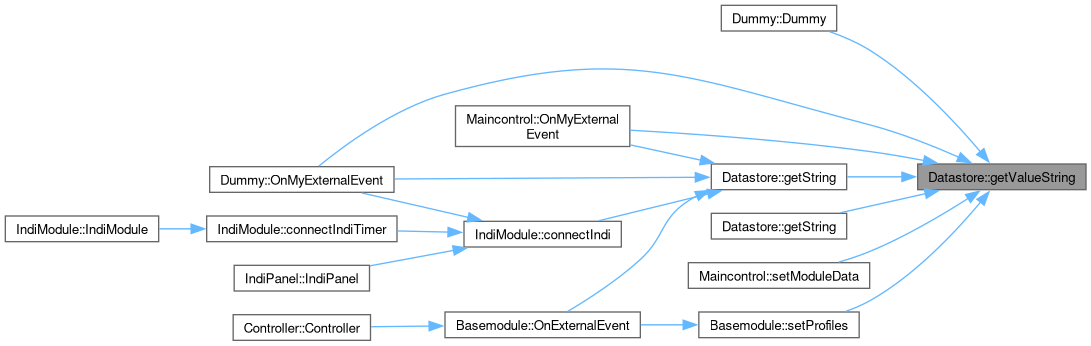 Dummy::Dummy
Maincontrol::OnMyExternal
Event
Dummy::OnMyExternalEvent
Datastore::getString
Datastore::getValueString
IndiModule::IndiModule
IndiModule::connectIndiTimer
IndiModule::connectIndi
Datastore::getString
IndiPanel::IndiPanel
Maincontrol::setModuleData
Controller::Controller
Basemodule::OnExternalEvent
Basemodule::setProfiles